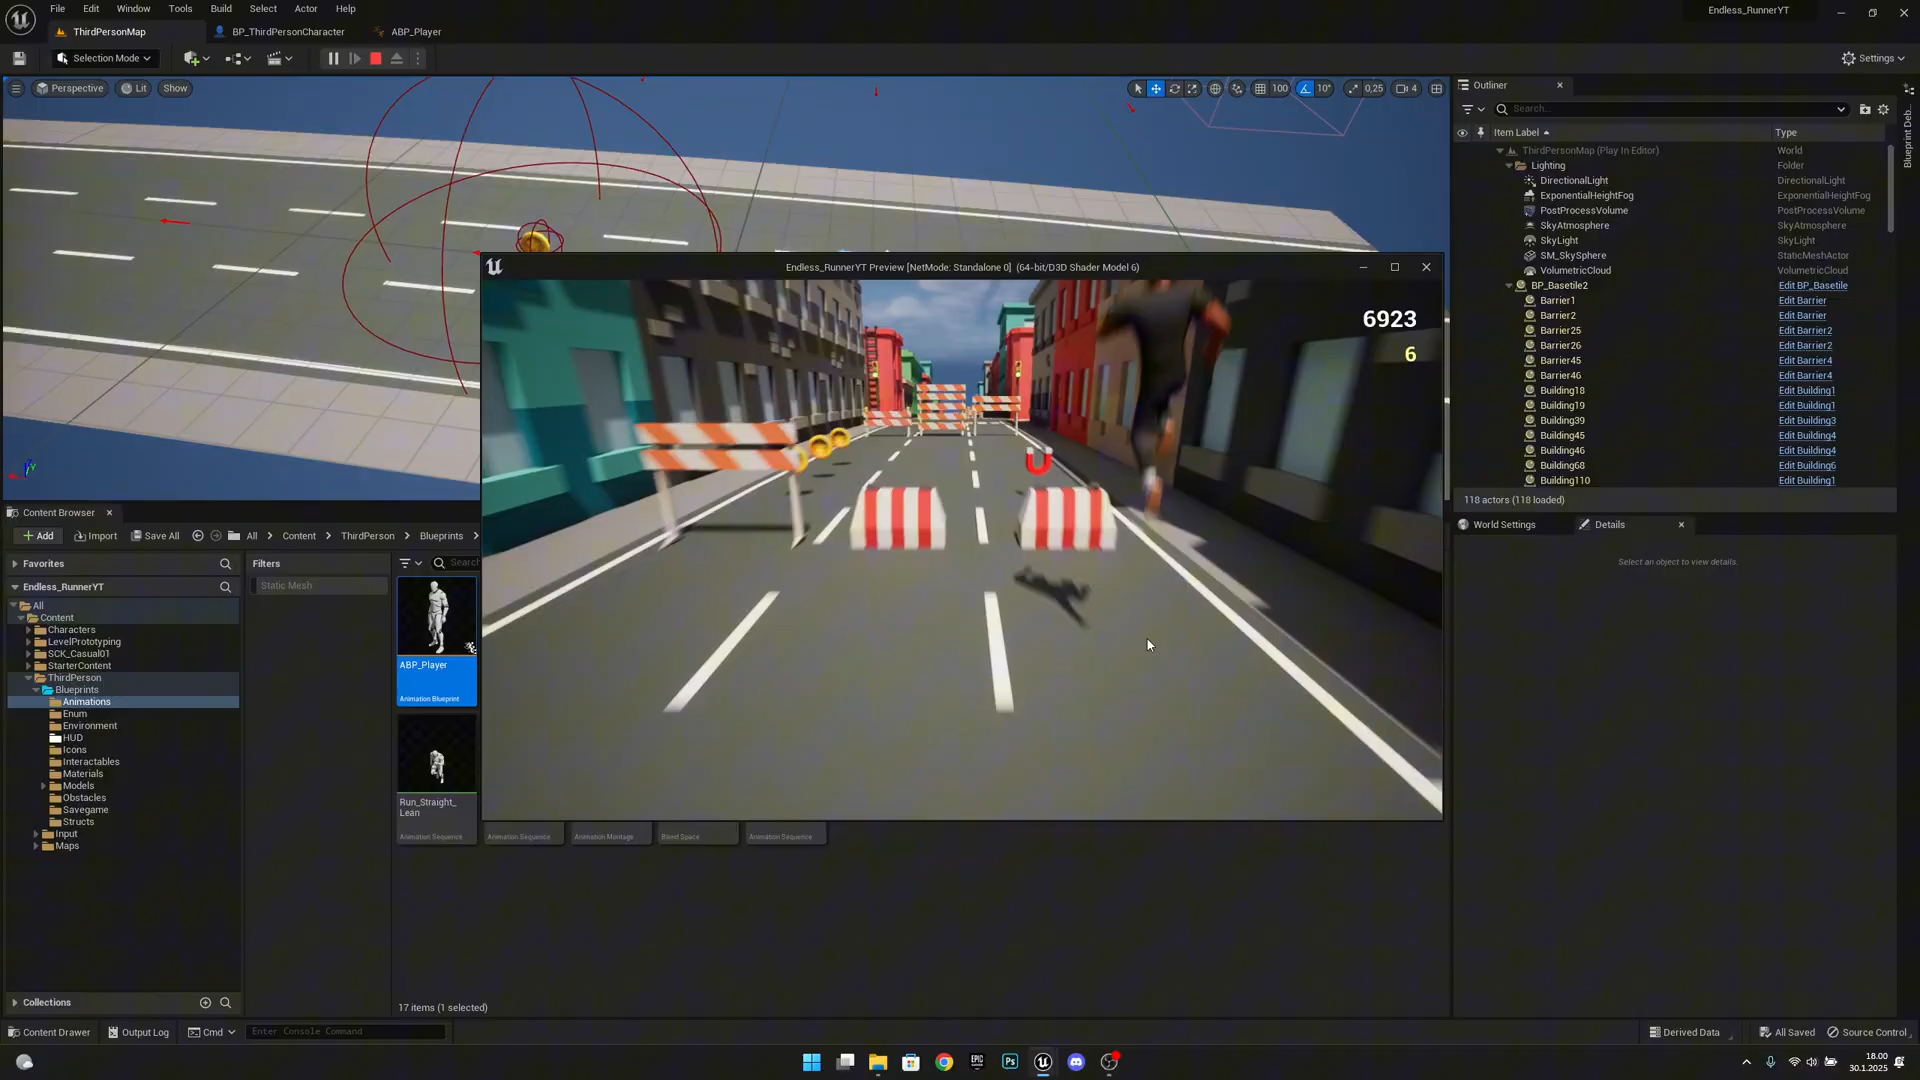 File Edit Window Tools Build Select Actor Help
Endless_RunnerYT
ThirdPersonMap
BP_ThirdPersonCharacter
ABP_Player
Selection Mode
Settings
Perspective
Lit
Show
100
10°
0,25
4
Outliner
Search...
Item Label
Type
ThirdPersonMap (Play In Editor)
World
Lighting
Folder
DirectionalLight
DirectionalLight
ExponentialHeightFog
ExponentialHeightFog
PostProcessVolume
PostProcessVolume
SkyAtmosphere
SkyAtmosphere
SkyLight
SkyLight
SM_SkySphere
StaticMeshActor
VolumetricCloud
VolumetricCloud
BP_Basetile2
Edit BP_Basetile
Barrier1
Edit Barrier
Barrier2
Edit Barrier
Barrier25
Edit Barrier2
Barrier26
Edit Barrier2
Barrier45
Edit Barrier4
Barrier46
Edit Barrier4
Building18
Edit Building1
Building19
Edit Building1
Building39
Edit Building3
Building45
Edit Building4
Building46
Edit Building4
Building68
Edit Building6
Building110
Edit Building1
118 actors (118 loaded)
Blueprint Deb...
World Settings
Details
Select an object to view details.
Endless_RunnerYT Preview [NetMode: Standalone 0] (64-bit/D3D Shader Model 6)
6923
6
Content Browser
Add
Import
Save All
All
Content
ThirdPerson
Blueprints
Favorites
Endless_RunnerYT
All
Content
Characters
LevelPrototyping
SCK_Casual01
StarterContent
ThirdPerson
Blueprints
Animations
Enum
Environment
HUD
Icons
Interactables
Materials
Models
Obstacles
Savegame
Structs
Input
Maps
Collections
Filters
Static Mesh
Search
ABP_Player
Animation Blueprint
Run_Straight_
Lean
Animation Sequence
Animation Sequence
Animation Montage
Blend Space
Animation Sequence
17 items (1 selected)
Content Drawer
Output Log
Cmd
Enter Console Command
Derived Data
All Saved
Source Control
EPIC
Ps
18.00
30.1.2025